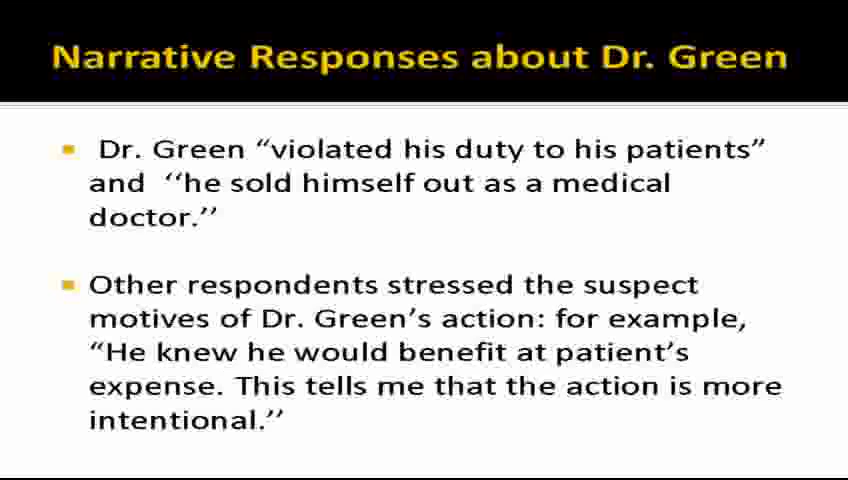 Narrative Responses about Dr. Green
Dr. Green “violated his duty to his patients”
and ‘‘he sold himself out as a medical
doctor.’’
Other respondents stressed the suspect
motives of Dr. Green’s action: for example,
“He knew he would benefit at patient’s
expense. This tells me that the action is more
intentional.’’